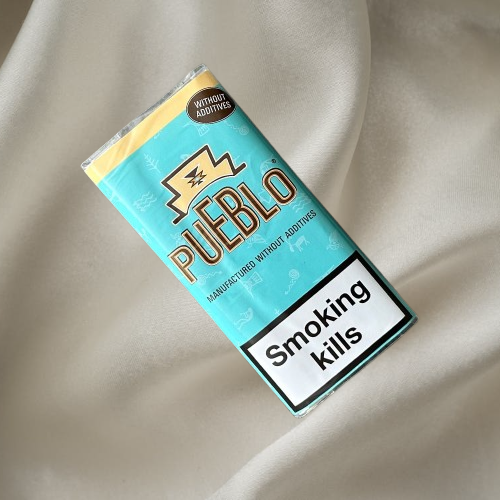 WITHOUT
ADDITIVES
PUEBLO®
MANUFACTURED WITHOUT ADDITIVES
Smoking
kills